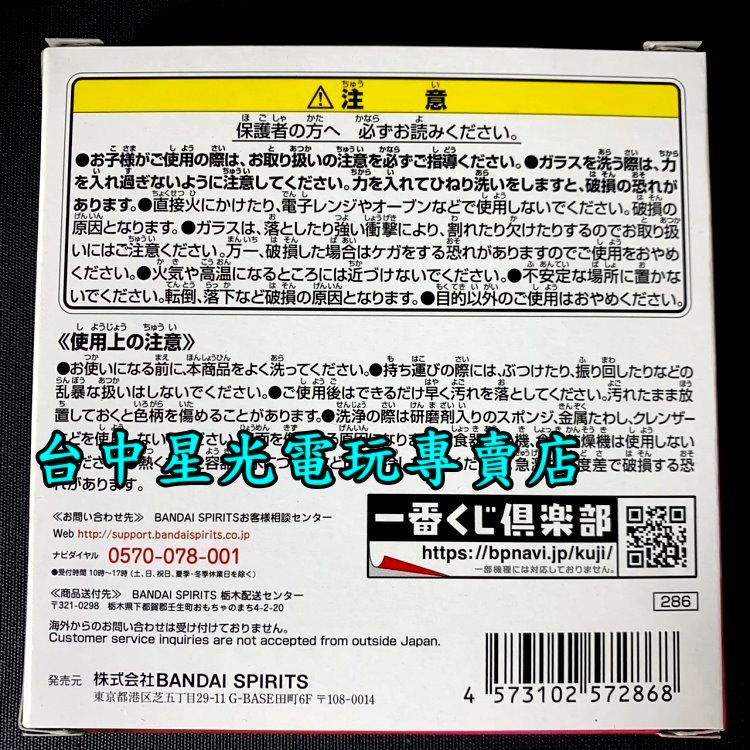 ⚠注意
保護者の方へ 必ずお読みください。
●お子様がご使用の際は、お取り扱いの注意を必ずご指導ください。●ガラスを洗う際は、力
を入れ過ぎないように注意してください。力を入れてひねり洗いをしますと、破損の恐れが
あります。●直接火にかけたり、電子レンジやオーブンなどで使用しないでください。破損の
原因となります。●ガラスは、落としたり強い衝撃により、割れたり欠けたりするのでお取り扱
いにはご注意ください。万一、破損した場合はケガをする恐れがありますのでご使用をおやめ
ください。●火気や高温になるところには近づけないでください。●不安定な場所に置かな
いでください。転倒、落下など破損の原因となります。●目的以外のご使用はおやめください。
《使用上の注意》
●お使いになる前に、本商品をよく洗ってください。●持ち運びの際には、ぶつけたり、振り回したりなどの
乱暴な扱いはしないでください。●ご使用後はできるだけ早く汚れを落としてください。汚れたまま放
置しておくと色柄を傷めることがあります。●洗浄の際は研磨剤入りのスポンジ、金属たわし、クレンザー
などを使用しない
燥機は使用しない
台中星光電玩專賣店
度差で破損する恐
れがあります。
《お問い合わせ先》 BANDAI SPIRITSお客様相談センター
Web http://support.bandaispirits.co.jp
ナビダイヤル 0570-078-001
●受付時間 10時~17時(土、日、祝日、夏季・冬季休業日を除く)
一番くじ倶楽部
https://bpnavi.jp/kuji/
一部機種には対応しておりません。
《商品送付先》 BANDAI SPIRITS 栃木配送センター
〒321-0298 栃木県下都賀郡壬生町おもちゃのまち4-2-20
286
海外からのお問い合わせは受け付けておりません。
Customer service inquiries are not accepted from outside Japan.
発売元 株式会社BANDAI SPIRITS
東京都港区芝五丁目29-11 G-BASE田町6F 〒108-0014
4 573102 572868